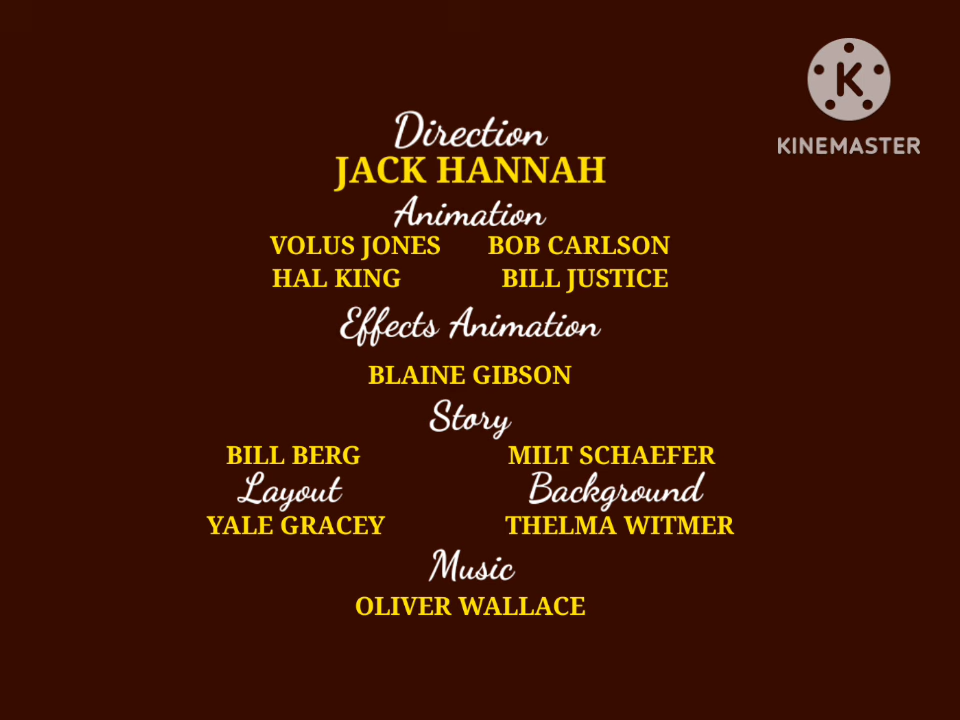 KINEMASTER
Direction
JACK HANNAH
Animation
VOLUS JONES BOB CARLSON
HAL KING BILL JUSTICE
Effects Animation
BLAINE GIBSON
Story
BILL BERG MILT SCHAEFER
Layout Background
YALE GRACEY THELMA WITMER
Music
OLIVER WALLACE